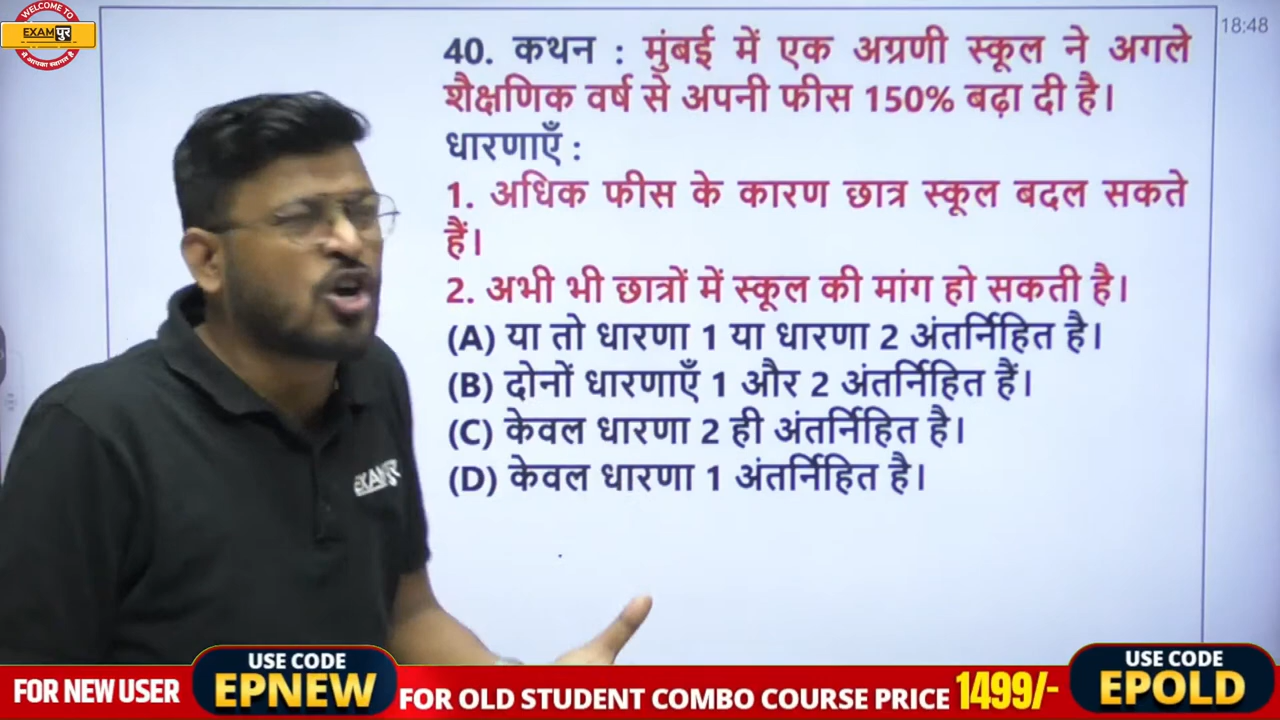 WELCOME TO
EXAM पुर
18:48
40. कथन : मुंबई में एक अग्रणी स्कूल ने अगले
शैक्षणिक वर्ष से अपनी फीस 150% बढ़ा दी है।
धारणाएँ :
1. अधिक फीस के कारण छात्र स्कूल बदल सकते
हैं।
2. अभी भी छात्रों में स्कूल की मांग हो सकती है।
(A) या तो धारणा 1 या धारणा 2 अंतर्निहित है।
(B) दोनों धारणाएँ 1 और 2 अंतर्निहित हैं।
(C) केवल धारणा 2 ही अंतर्निहित है।
(D) केवल धारणा 1 अंतर्निहित है।
EXAMपुर
FOR NEW USER
USE CODE
EPNEW
FOR OLD STUDENT COMBO COURSE PRICE 1499/-
USE CODE
EPOLD